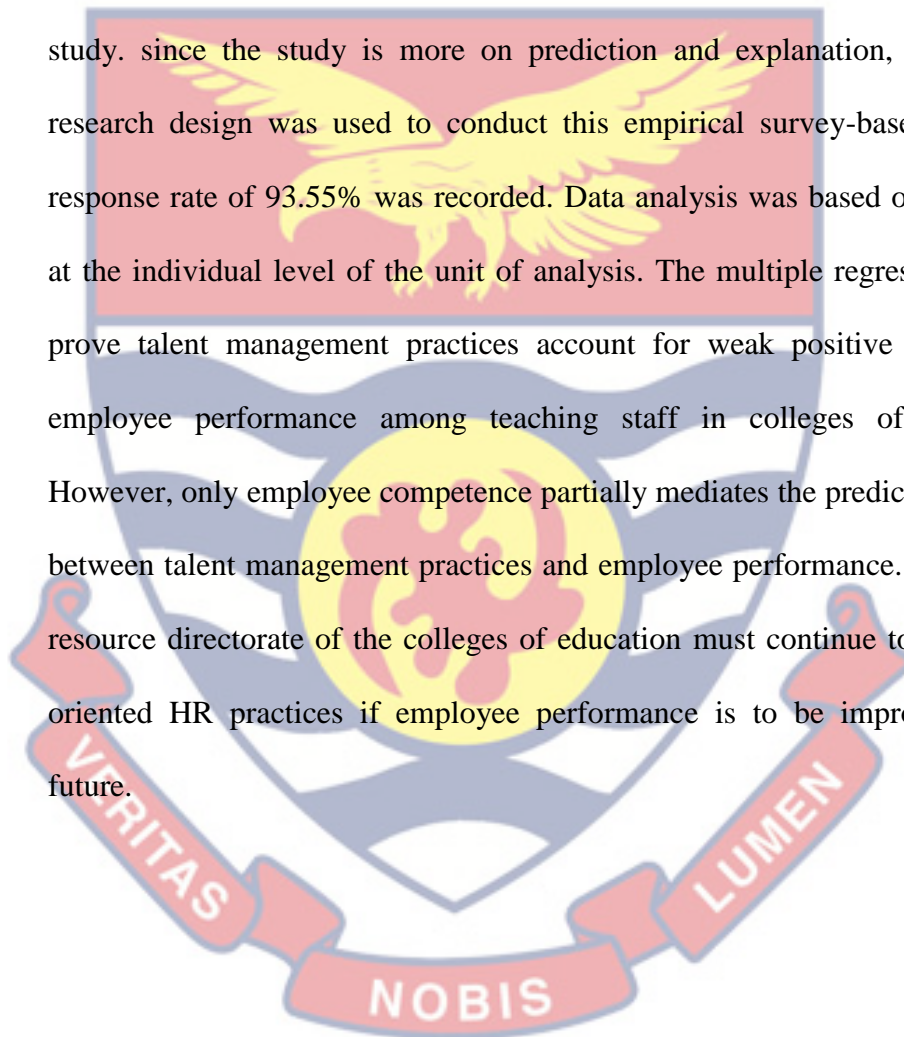 study. since the study is more on prediction and explanation,
research design was used to conduct this empirical survey-base
response rate of 93.55% was recorded. Data analysis was based o
at the individual level of the unit of analysis. The multiple regres
prove talent management practices account for weak positive
employee performance among teaching staff in colleges of
However, only employee competence partially mediates the predic
between talent management practices and employee performance.
resource directorate of the colleges of education must continue to
oriented HR practices if employee performance is to be impro
future.
VERITAS
NOBIS
LUMEN